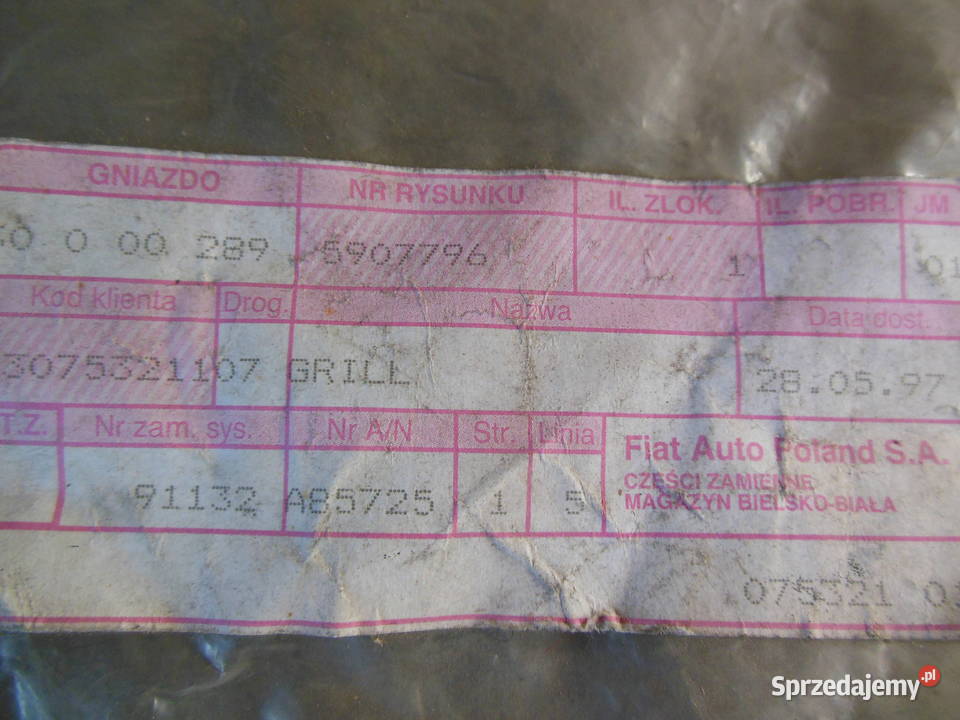 GNIAZDO NR RYSUNKU IL. ZLOK. IL. POBR. JM
0 0 00 289 5907796 1 01
Kod klienta Drog. Nazwa Data dost.
3075321107 GRILL 28.05.97
T.Z. Nr zam. sys. Nr A/N Str. Linia Fiat Auto Poland S.A.
CZĘŚCI ZAMIENNE
91132 A85725 1 5 MAGAZYN BIELSKO-BIAŁA
075321 01
Sprzedajemy.pl